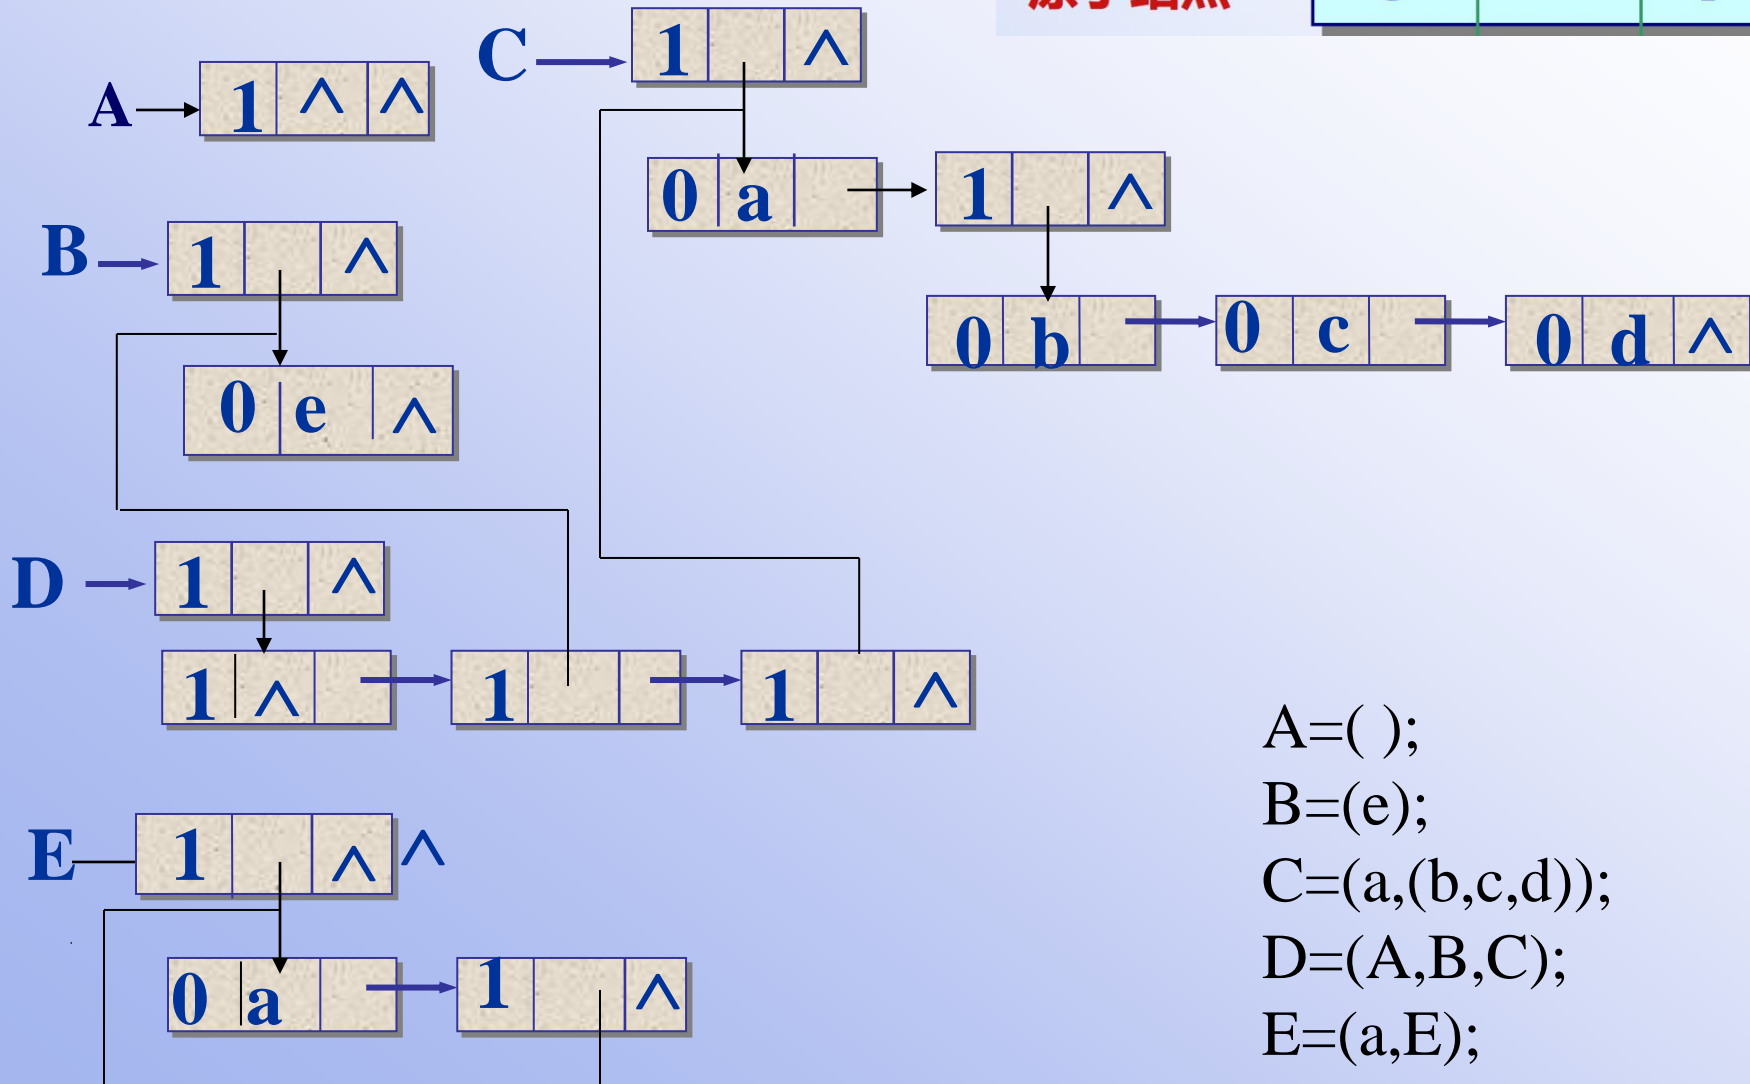 C 1 ^
A 1 ^ ^
0 a 1 ^
B 1 ^
0 b 0 c 0 d ^
0 e ^
D 1 ^
1 ^ 1 1 ^
A=( );
B=(e);
E 1 ^ ^
C=(a,(b,c,d));
D=(A,B,C);
0 a 1 ^
E=(a,E);